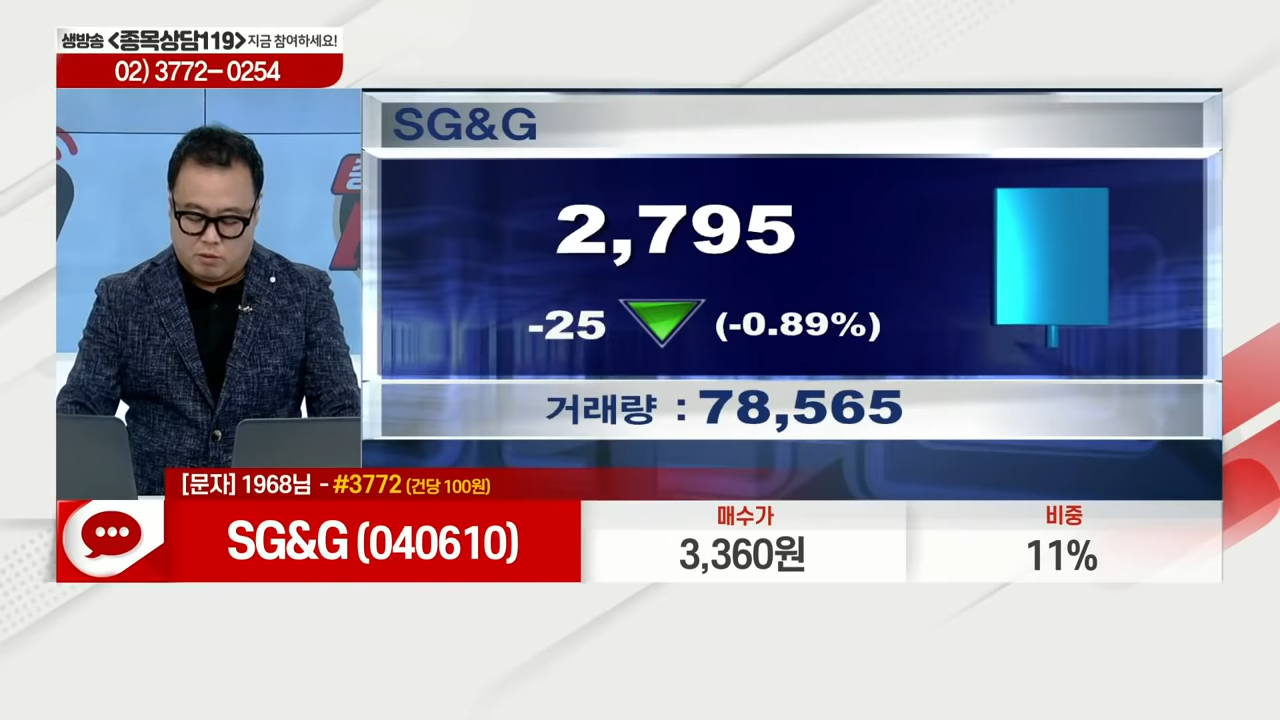 생방송 <종목상담119> 지금 참여하세요!
02) 3772-0254
SG&G
2,795
-25 (-0.89%)
거래량 : 78,565
[문자] 1968님 - #3772 (건당 100원)
SG&G (040610)
매수가
3,360원
비중
11%